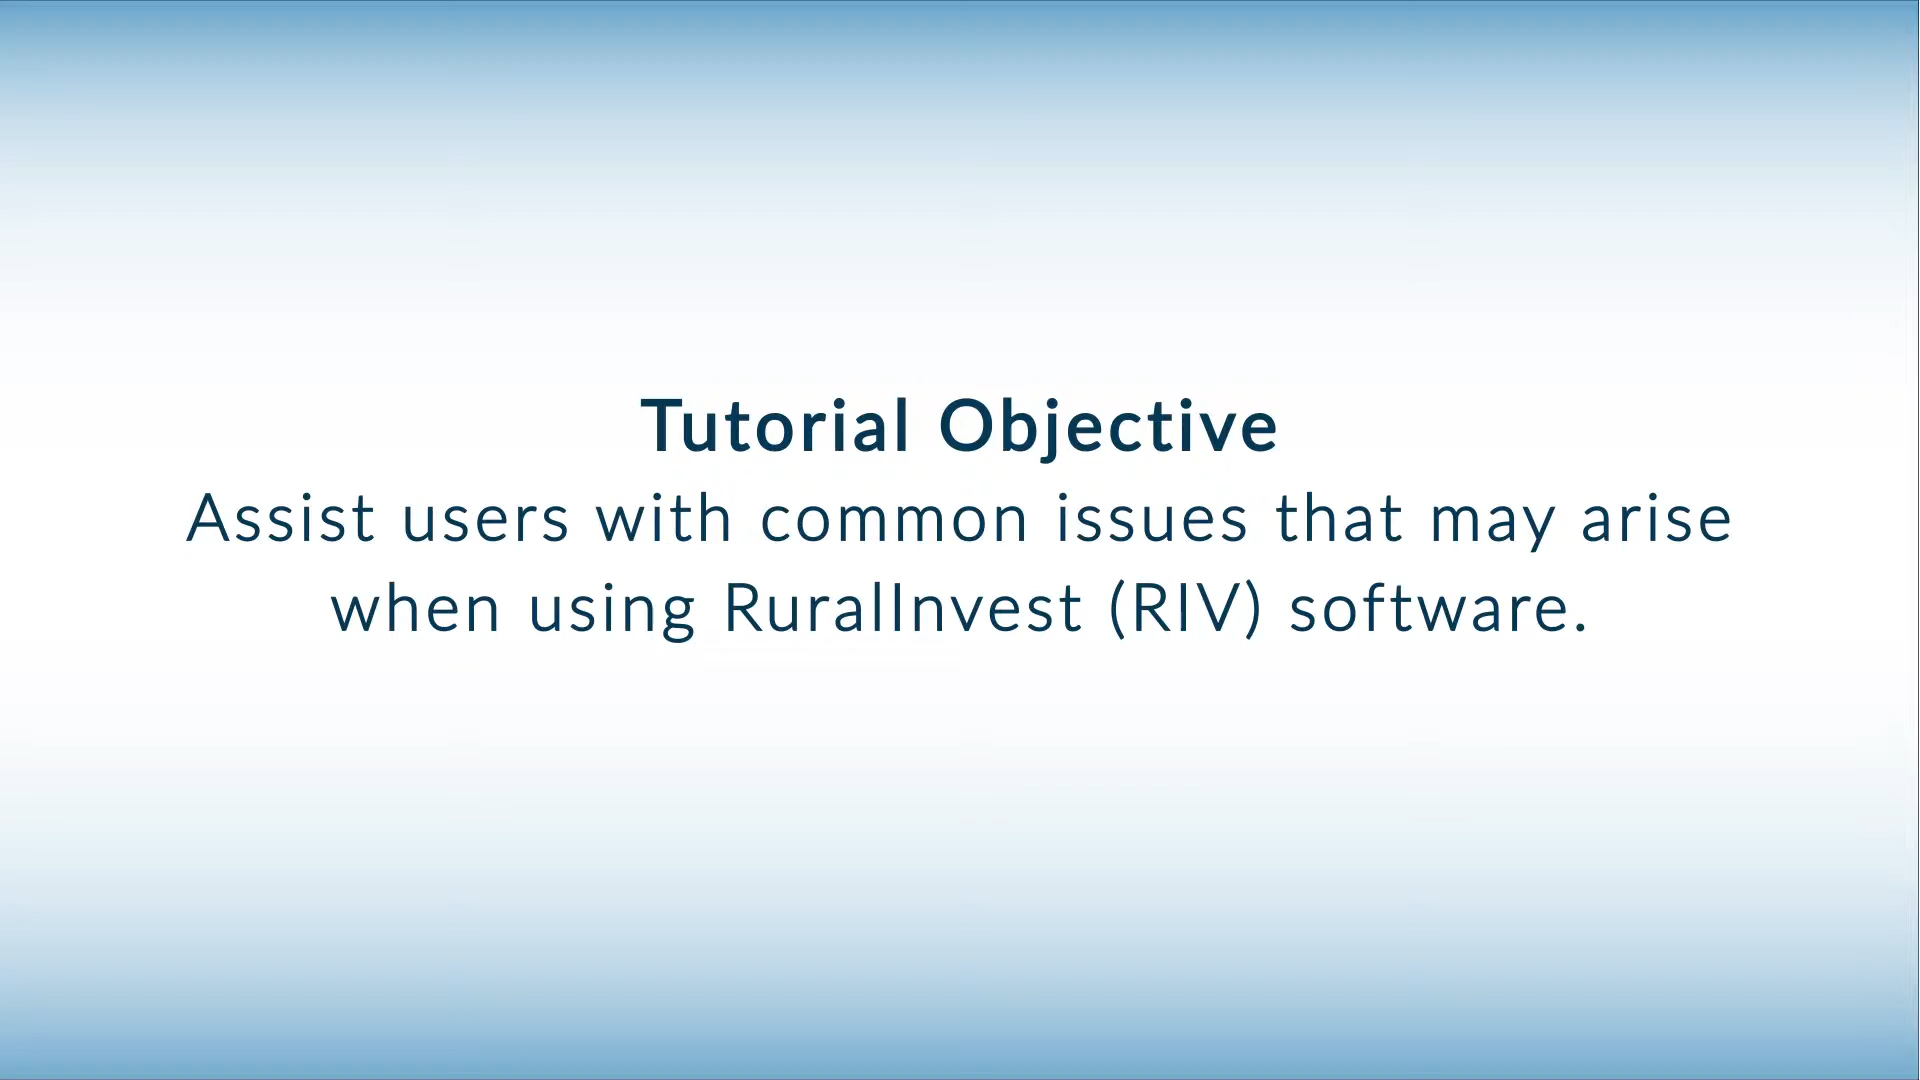 Tutorial Objective
Assist users with common issues that may arise
when using RuralInvest (RIV) software.